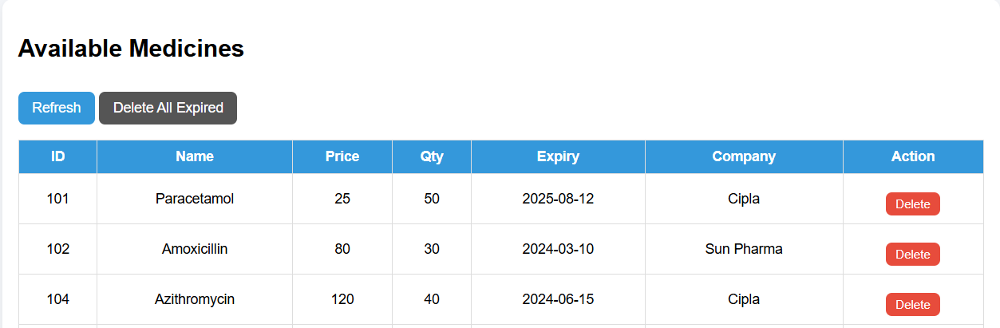 Available Medicines
Refresh Delete All Expired
ID Name Price Qty Expiry Company Action
101 Paracetamol 25 50 2025-08-12 Cipla Delete
102 Amoxicillin 80 30 2024-03-10 Sun Pharma Delete
104 Azithromycin 120 40 2024-06-15 Cipla Delete